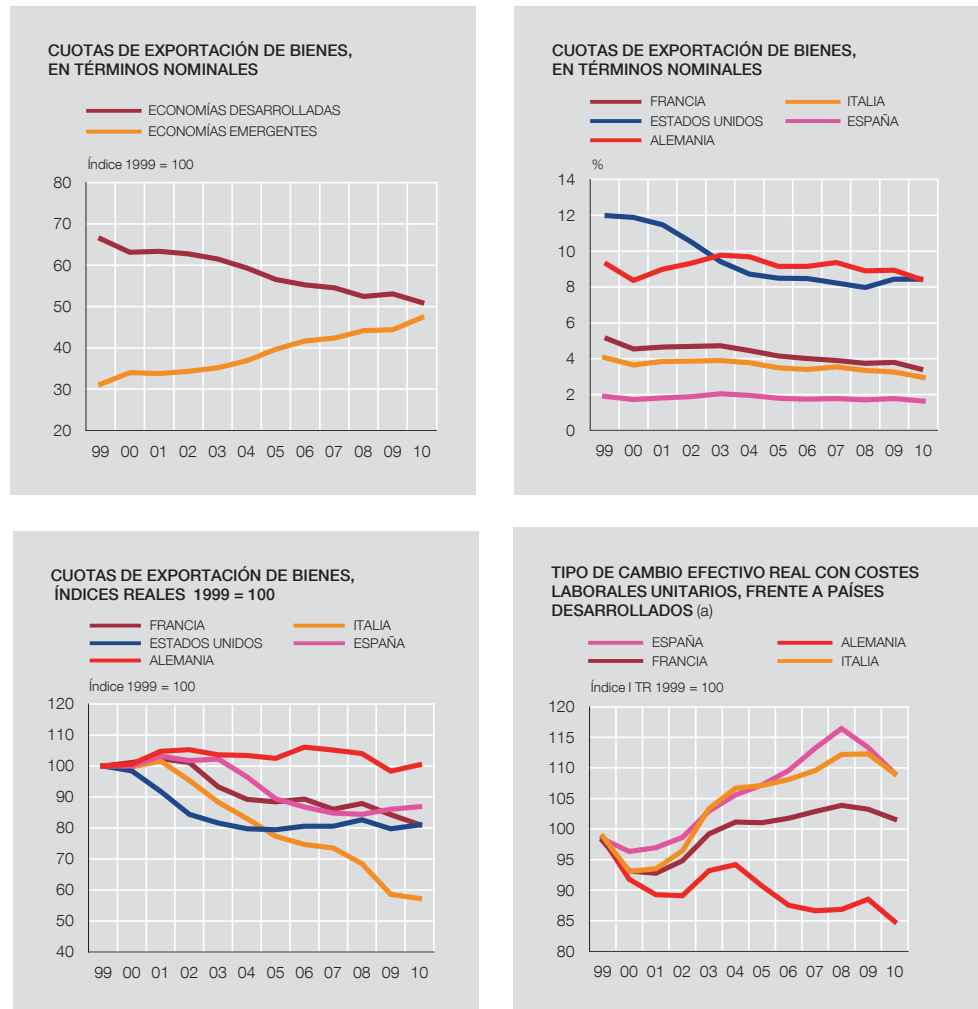 CUOTAS DE EXPORTACIÓN DE BIENES,
EN TÉRMINOS NOMINALES
ECONOMÍAS DESARROLLADAS
ECONOMÍAS EMERGENTES
Índice 1999 = 100
80
70
60
50
40
30
20
99 00 01 02 03 04 05 06 07 08 09 10
CUOTAS DE EXPORTACIÓN DE BIENES,
EN TÉRMINOS NOMINALES
FRANCIA ITALIA
ESTADOS UNIDOS ESPAÑA
ALEMANIA
%
14
12
10
8
6
4
2
0
99 00 01 02 03 04 05 06 07 08 09 10
CUOTAS DE EXPORTACIÓN DE BIENES,
ÍNDICES REALES 1999 = 100
FRANCIA ITALIA
ESTADOS UNIDOS ESPAÑA
ALEMANIA
Índice 1999 = 100
120
110
100
90
80
70
60
50
40
99 00 01 02 03 04 05 06 07 08 09 10
TIPO DE CAMBIO EFECTIVO REAL CON COSTES
LABORALES UNITARIOS, FRENTE A PAÍSES
DESARROLLADOS (a)
ESPAÑA ALEMANIA
FRANCIA ITALIA
Índice I TR 1999 = 100
120
115
110
105
100
95
90
85
80
99 00 01 02 03 04 05 06 07 08 09 10